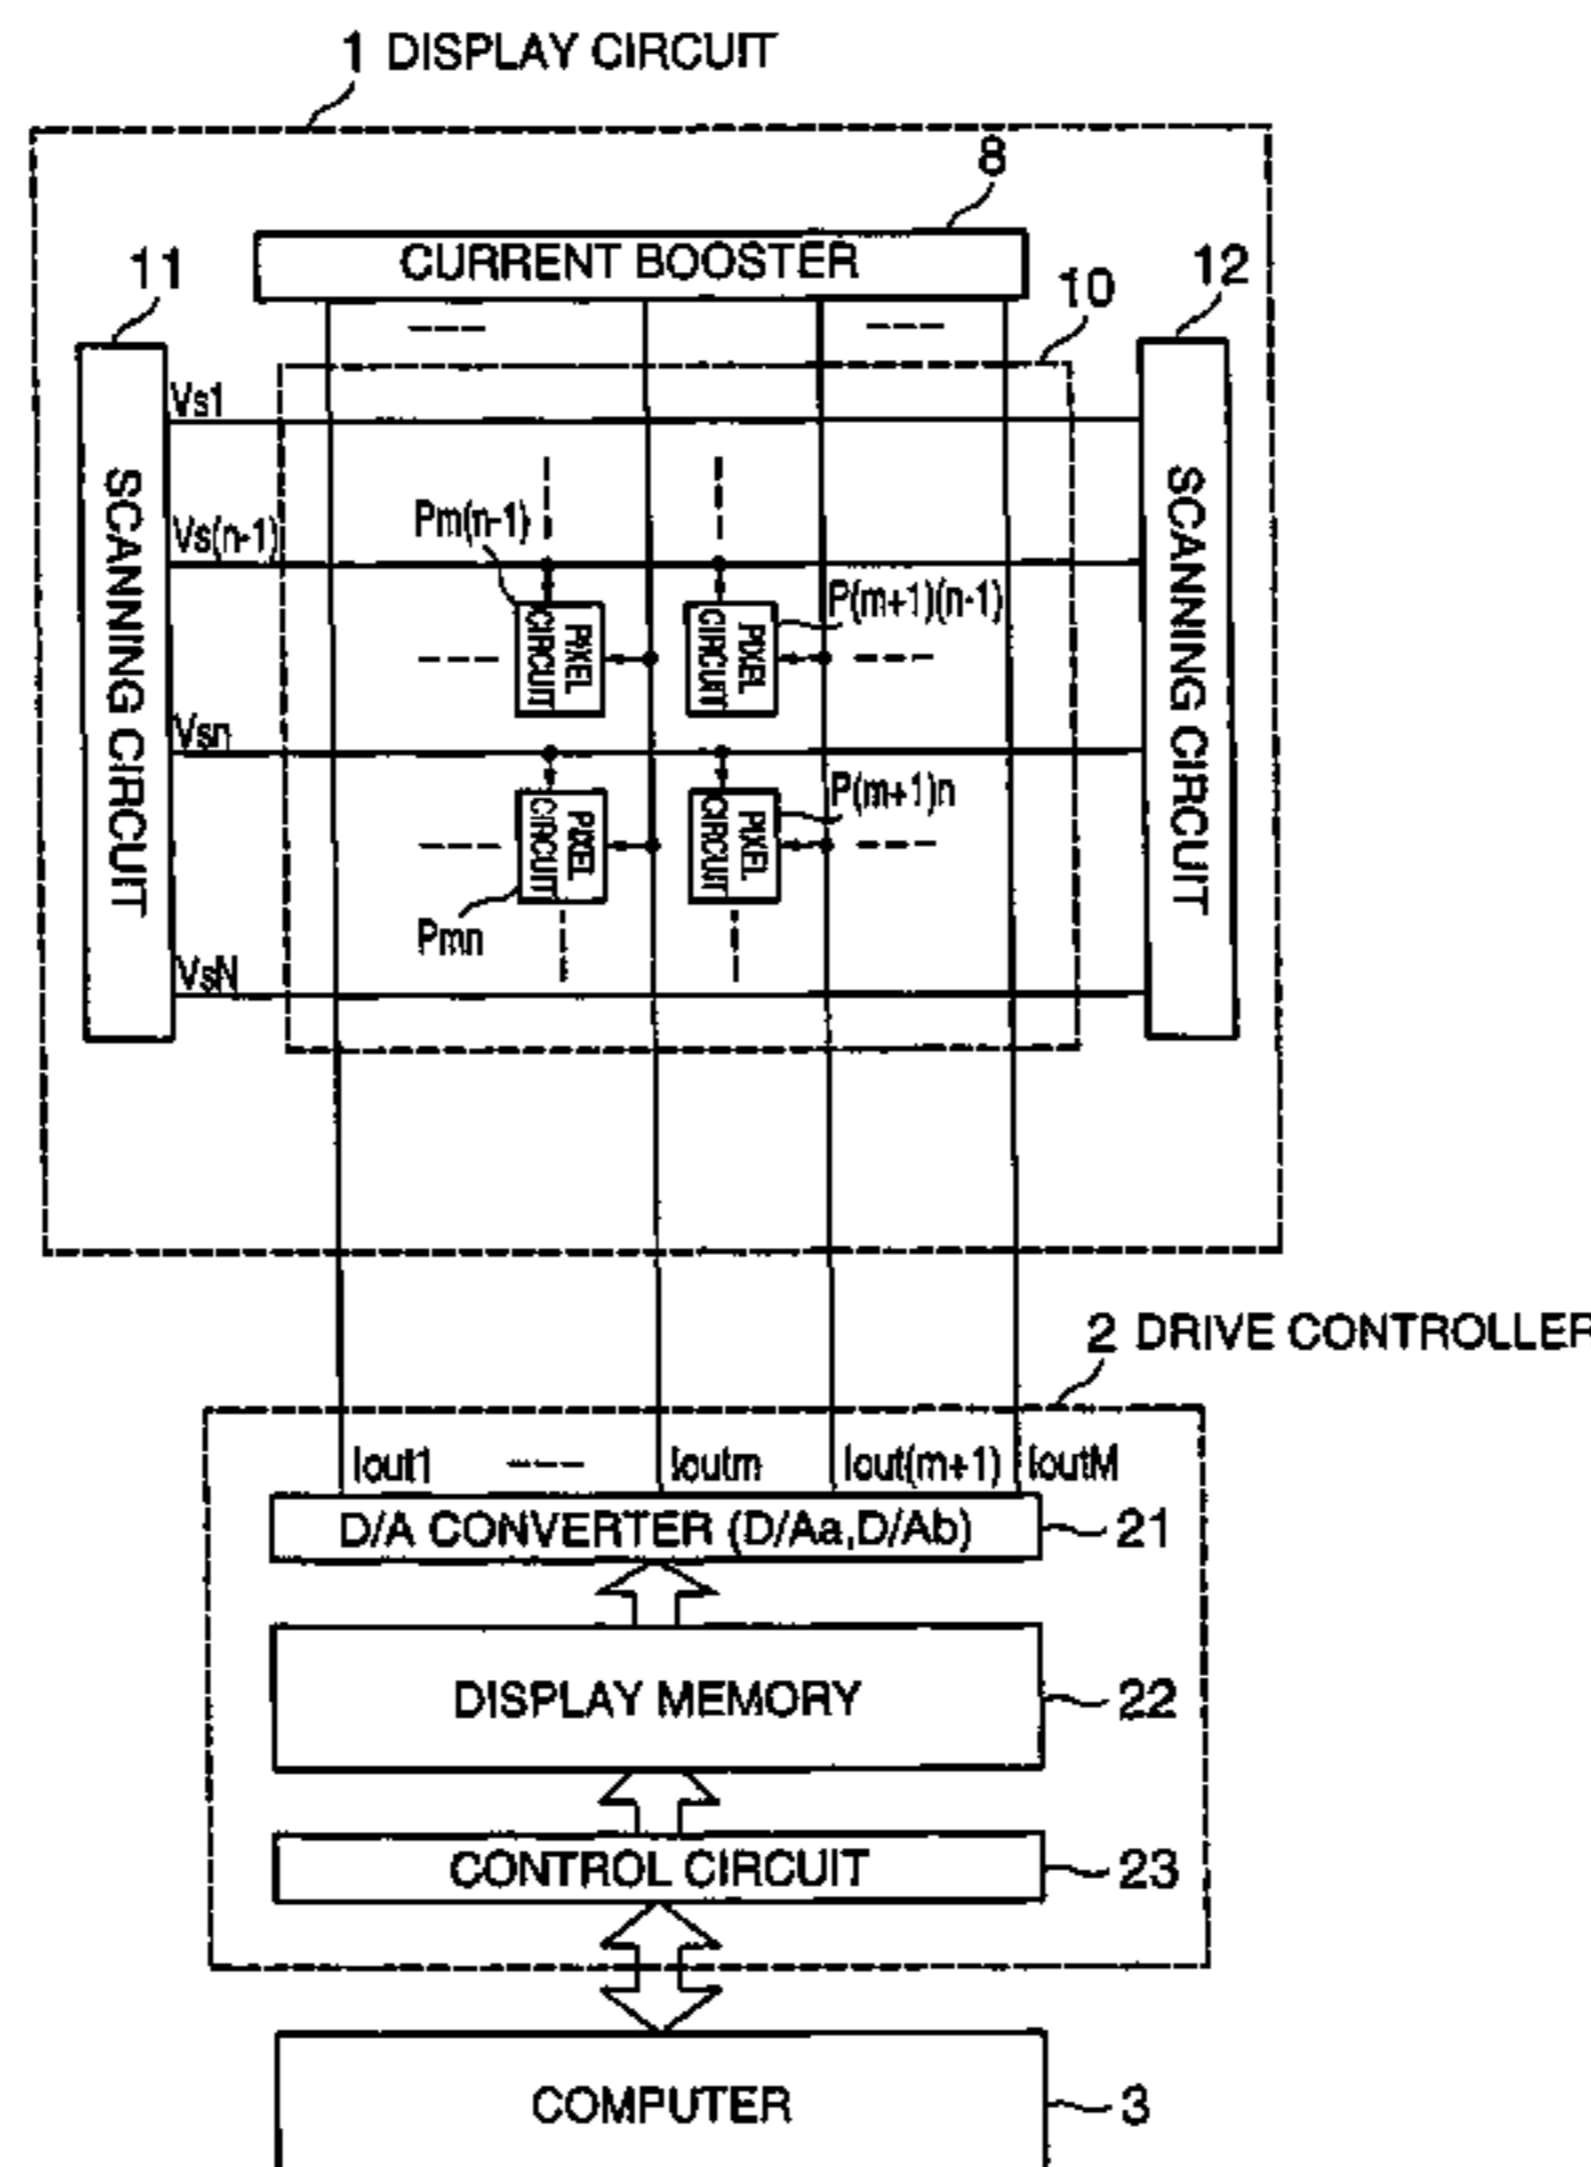 1 DISPLAY CIRCUIT
8
CURRENT BOOSTER
11
12
10
Vs1
SCANNING CIRCUIT
SCANNING CIRCUIT
Pm(n-1)
Vs(n-1)
P(m+1)(n-1)
PIXEL
CIRCUIT
PIXEL
CIRCUIT
Vsn
P(m+1)n
PIXEL
CIRCUIT
PIXEL
CIRCUIT
Pmn
VsN
2 DRIVE CONTROLLER
Iout1
Ioutm
Iout(m+1)
IoutM
D/A CONVERTER (D/Aa,D/Ab)
21
DISPLAY MEMORY
22
CONTROL CIRCUIT
23
COMPUTER
3